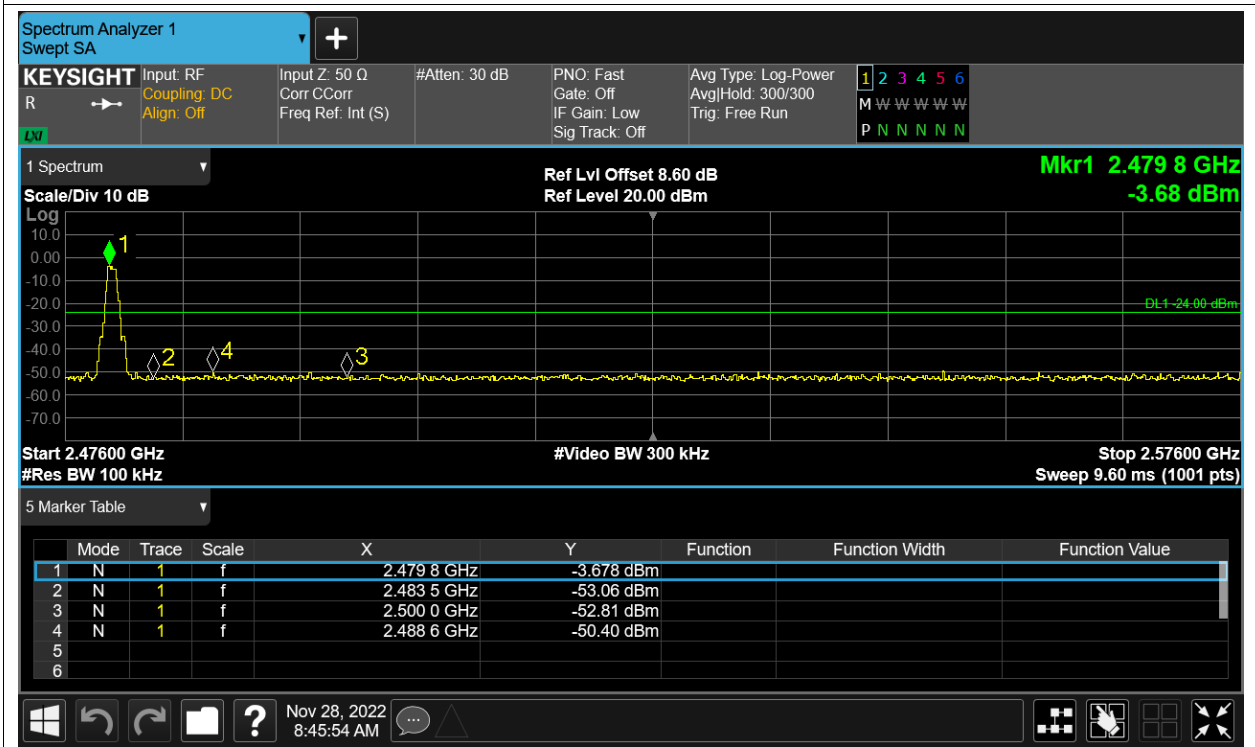 Spectrum Analyzer 1
Swept SA
KEYSIGHT Input: RF Input Z: 50 Ω #Atten: 30 dB PNO: Fast Avg Type: Log-Power 1 2 3 4 5 6
R Coupling: DC Corr CCorr Gate: Off Avg|Hold: 300/300 M W W W W W
Align: Off Freq Ref: Int (S) IF Gain: Low Trig: Free Run
LXI Sig Track: Off P N N N N N
1 Spectrum Ref Lvl Offset 8.60 dB Mkr1 2.479 8 GHz
Scale/Div 10 dB Ref Level 20.00 dBm -3.68 dBm
Log
10.0
1
0.00
-10.0
-20.0
DL1 -24.00 dBm
-30.0
-40.0
2 4 3
-50.0
-60.0
-70.0
Start 2.47600 GHz #Video BW 300 kHz Stop 2.57600 GHz
#Res BW 100 kHz Sweep 9.60 ms (1001 pts)
5 Marker Table
Mode Trace Scale X Y Function Function Width Function Value
1 N 1 f 2.479 8 GHz -3.678 dBm
2 N 1 f 2.483 5 GHz -53.06 dBm
3 N 1 f 2.500 0 GHz -52.81 dBm
4 N 1 f 2.488 6 GHz -50.40 dBm
5
6
? Nov 28, 2022
8:45:54 AM